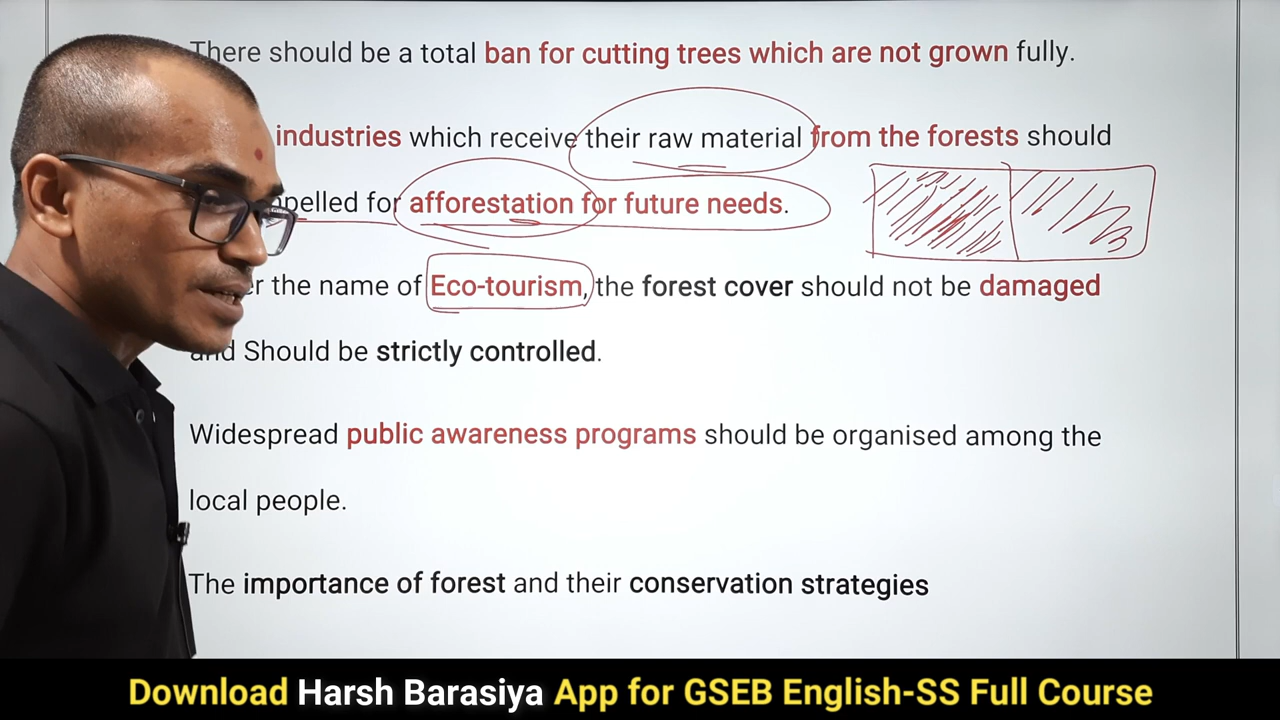 There should be a total ban for cutting trees which are not grown fully.
industries which receive their raw material from the forests should
for afforestation for future needs.
the name of Eco-tourism, the forest cover should not be damaged
and Should be strictly controlled.
Widespread public awareness programs should be organised among the
local people.
The importance of forest and their conservation strategies
Download Harsh Barasiya App for GSEB English-SS Full Course